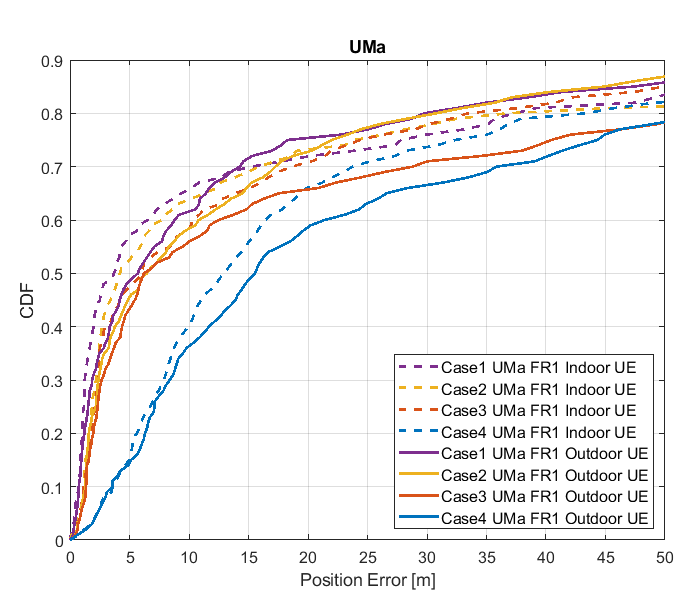 UMa
0.9
0.8
0.7
0.6
0.5
0.4
0.3
0.2
0.1
0
CDF
Case1 UMa FR1 Indoor UE
Case2 UMa FR1 Indoor UE
Case3 UMa FR1 Indoor UE
Case4 UMa FR1 Indoor UE
Case1 UMa FR1 Outdoor UE
Case2 UMa FR1 Outdoor UE
Case3 UMa FR1 Outdoor UE
Case4 UMa FR1 Outdoor UE
0 5 10 15 20 25 30 35 40 45 50
Position Error [m]